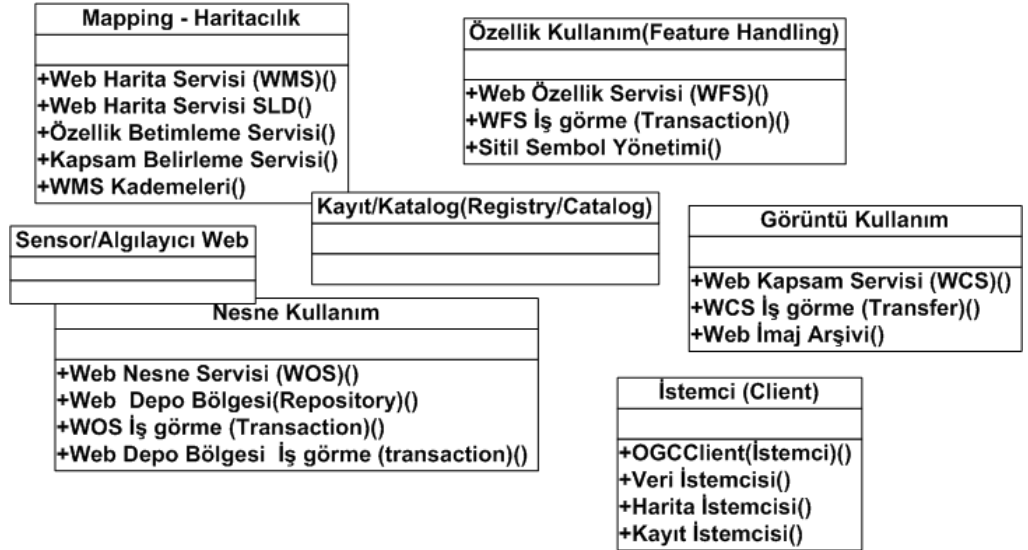 Mapping - Haritacılık
+Web Harita Servisi (WMS)()
+Web Harita Servisi SLD()
+Özellik Betimleme Servisi()
+Kapsam Belirleme Servisi()
+WMS Kademeleri()
Özellik Kullanım(Feature Handling)
+Web Özellik Servisi (WFS)()
+WFS İş görme (Transaction)()
+Sitil Sembol Yönetimi()
Kayıt/Katalog(Registry/Catalog)
Sensor/Algılayıcı Web
Görüntü Kullanım
+Web Kapsam Servisi (WCS)()
+WCS İş görme (Transfer)()
+Web İmaj Arşivi()
Nesne Kullanım
+Web Nesne Servisi (WOS)()
+Web Depo Bölgesi(Repository)()
+WOS İş görme (Transaction)()
+Web Depo Bölgesi İş görme (transaction)()
İstemci (Client)
+OGCClient(İstemci)()
+Veri İstemcisi()
+Harita İstemcisi()
+Kayıt İstemcisi()